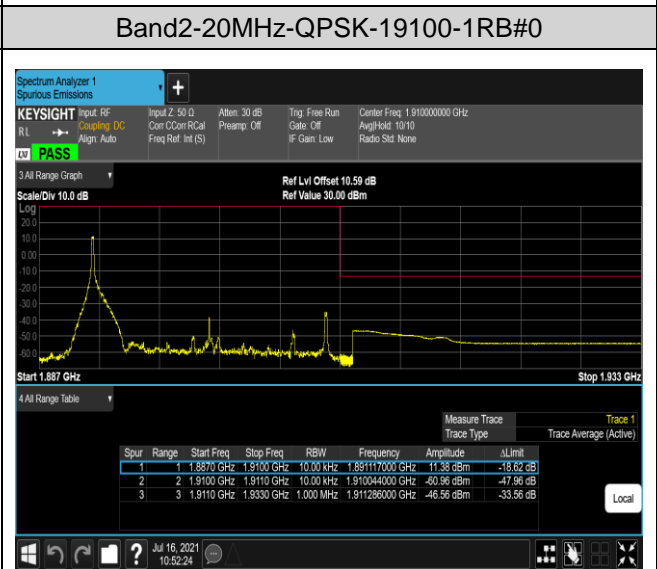 Band2-20MHz-QPSK-19100-1RB#0
Spectrum Analyzer 1
Spurious Emissions
+
KEYSIGHT Input: RF Input Z: 50 Ω Atten: 30 dB Trig: Free Run Center Freq: 1.910000000 GHz
RL Coupling: DC Corr CCorr RCal Preamp: Off Gate: Off Avg|Hold: 10/10
Align: Auto Freq Ref: Int (S) IF Gain: Low Radio Std: None
LXI PASS
3 All Range Graph
Ref Lvl Offset 10.59 dB
Scale/Div 10.0 dB Ref Value 30.00 dBm
Log
20.0
10.0
0.00
-10.0
-20.0
-30.0
-40.0
-50.0
-60.0
Start 1.887 GHz Stop 1.933 GHz
4 All Range Table
Measure Trace Trace 1
Trace Type Trace Average (Active)
Spur Range Start Freq Stop Freq RBW Frequency Amplitude ΔLimit
1 1 1.8870 GHz 1.9100 GHz 10.00 kHz 1.891117000 GHz 11.38 dBm -18.62 dB
2 2 1.9100 GHz 1.9110 GHz 10.00 kHz 1.910044000 GHz -60.96 dBm -47.96 dB
3 3 1.9110 GHz 1.9330 GHz 1.000 MHz 1.911286000 GHz -46.56 dBm -33.56 dB
Local
? Jul 16, 2021
10:52:24